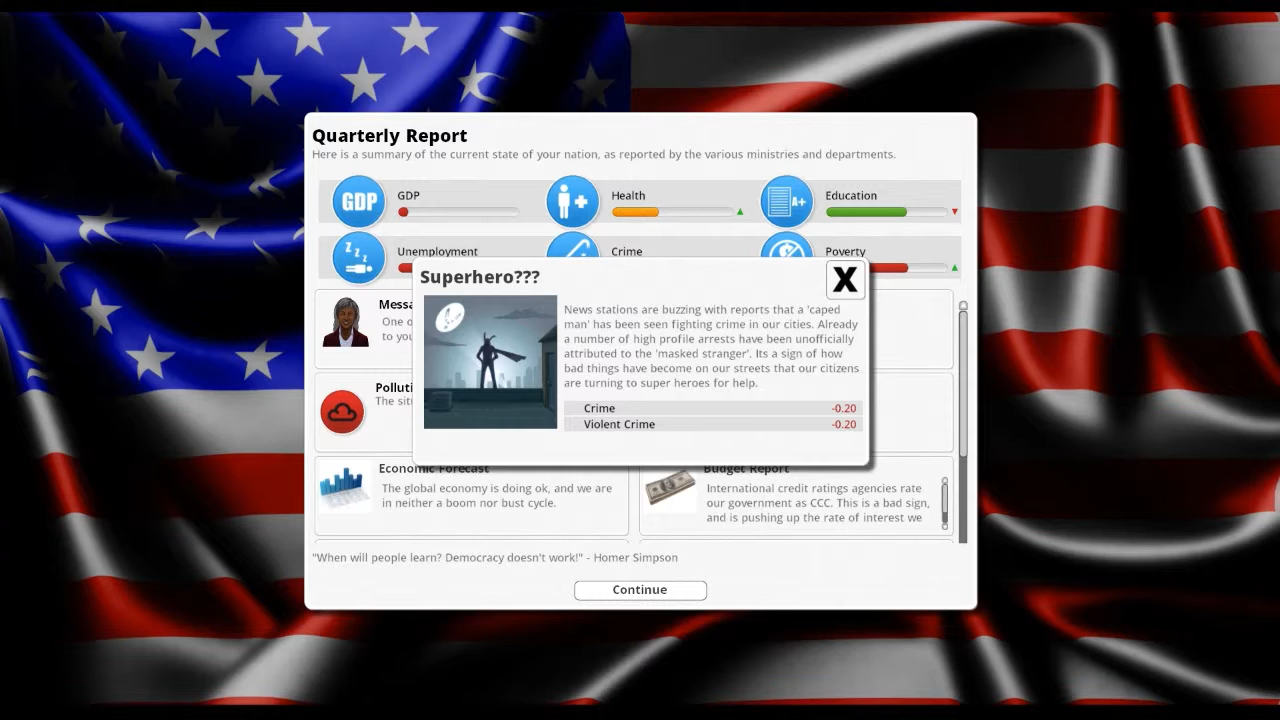 Quarterly Report
Here is a summary of the current state of your nation, as reported by the various ministries and departments.
GDP
GDP
Health
A+
Education
Z Z Z
Unemployment
Crime
Poverty
Superhero???
X
News stations are buzzing with reports that a 'caped
man' has been seen fighting crime in our cities. Already
a number of high profile arrests have been unofficially
attributed to the 'masked stranger'. Its a sign of how
bad things have become on our streets that our citizens
are turning to super heroes for help.
Crime -0.20
Violent Crime -0.20
One
to you
The
Economic Forecast
The global economy is doing ok, and we are
in neither a boom nor bust cycle.
Budget Report
International credit ratings agencies rate
our government as CCC. This is a bad sign,
and is pushing up the rate of interest we
"When will people learn? Democracy doesn't work!" - Homer Simpson
Continue